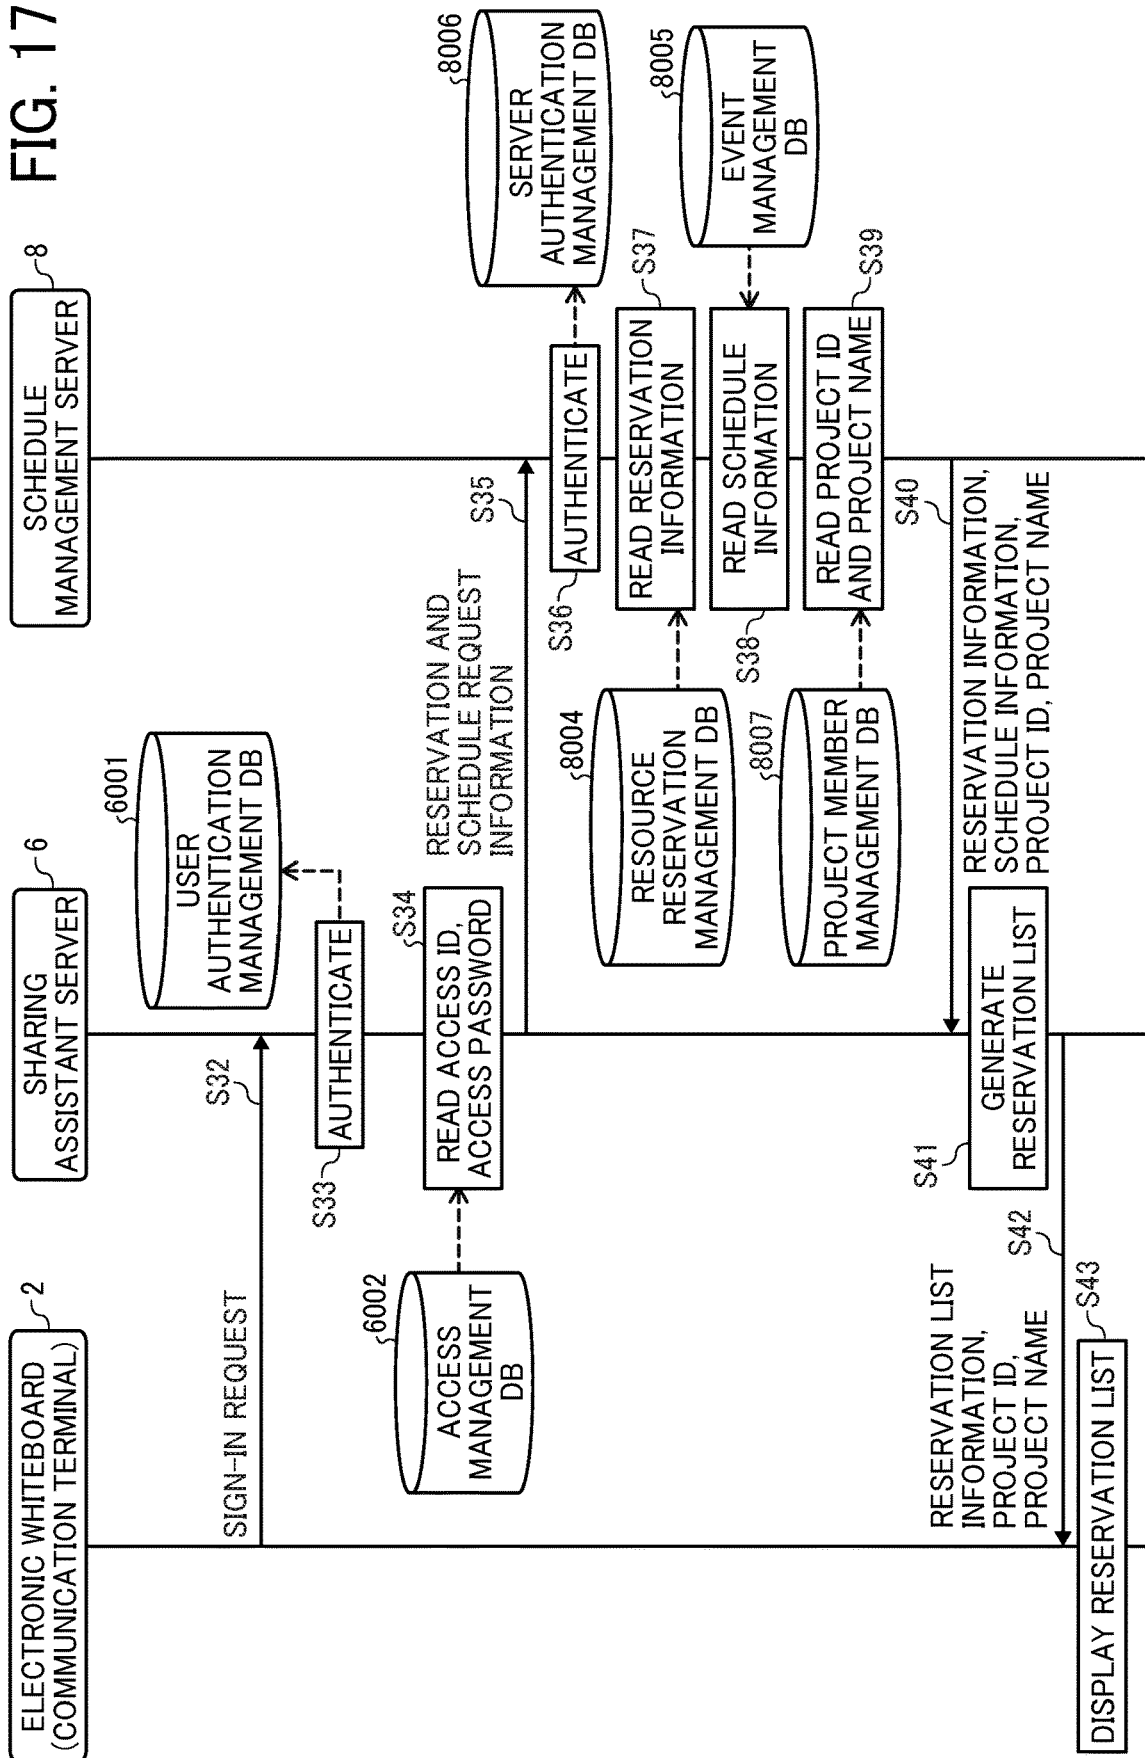 FIG. 17
ELECTRONIC WHITEBOARD
(COMMUNICATION TERMINAL)
2
SHARING
ASSISTANT SERVER
6
SCHEDULE
MANAGEMENT SERVER
8
SIGN-IN REQUEST
S32
USER
AUTHENTICATION
MANAGEMENT DB
6001
S33
AUTHENTICATE
ACCESS
MANAGEMENT
DB
6002
READ ACCESS ID,
ACCESS PASSWORD
S34
RESERVATION AND
SCHEDULE REQUEST
INFORMATION
S35
S36
AUTHENTICATE
SERVER
AUTHENTICATION
MANAGEMENT DB
8006
RESOURCE
RESERVATION
MANAGEMENT DB
8004
READ RESERVATION
INFORMATION
S37
S38
READ SCHEDULE
INFORMATION
EVENT
MANAGEMENT
DB
8005
PROJECT MEMBER
MANAGEMENT DB
8007
READ PROJECT ID
AND PROJECT NAME
S39
S40
RESERVATION INFORMATION,
SCHEDULE INFORMATION,
PROJECT ID, PROJECT NAME
S41
GENERATE
RESERVATION LIST
RESERVATION LIST
INFORMATION,
PROJECT ID,
PROJECT NAME
S42
DISPLAY RESERVATION LIST
S43